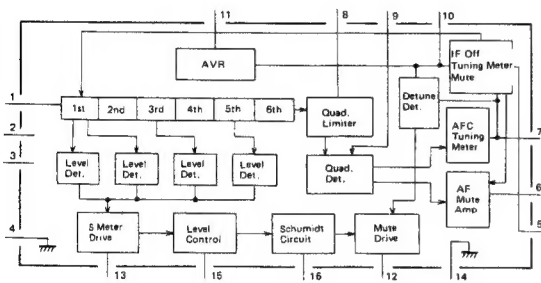 11
8
9
10
AVR
IF Off
Tuning Meter
Mute
5
1
1st 2nd 3rd 4th 5th 6th
Quad.
Limiter
Detune
Det.
AFC
Tuning
Meter
7
2
3
Level
Det.
Level
Det.
Level
Det.
Level
Det.
Quad.
Det.
AF
Mute
Amp
6
5
4
S Meter
Drive
Level
Control
Schumidt
Circuit
Mute
Drive
13
15
16
12
14